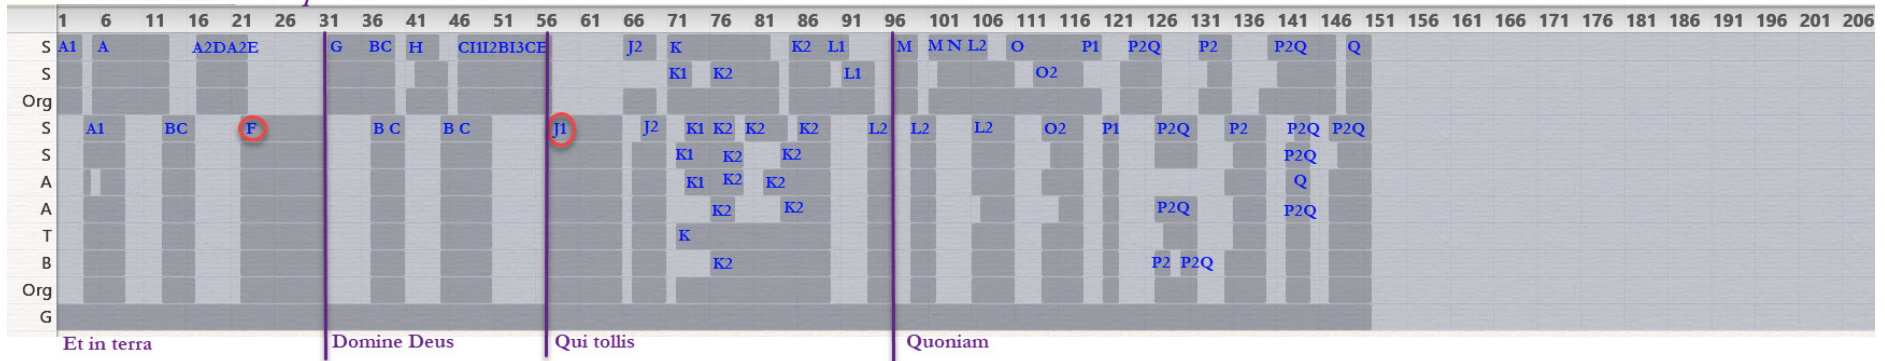 1 6 11 16 21 26 31 36 41 46 51 56 61 66 71 76 81 86 91 96 101 106 111 116 121 126 131 136 141 146 151 156 161 166 171 176 181 186 191 196 201 206
S A1 A A2DA2E G BC H CI1I2BI3CE J2 K K2 L1 M M N L2 O P1 P2Q P2 P2Q Q
S K1 K2 L1 O2
Org
S A1 BC F B C B C J1 J2 K1 K2 K2 K2 L2 L2 L2 O2 P1 P2Q P2 P2Q P2Q
S K1 K2 K2 P2Q
A K1 K2 K2 Q
A K2 K2 P2Q P2Q
T K
B K2 P2 P2Q
Org
G
Et in terra Domine Deus Qui tollis Quoniam